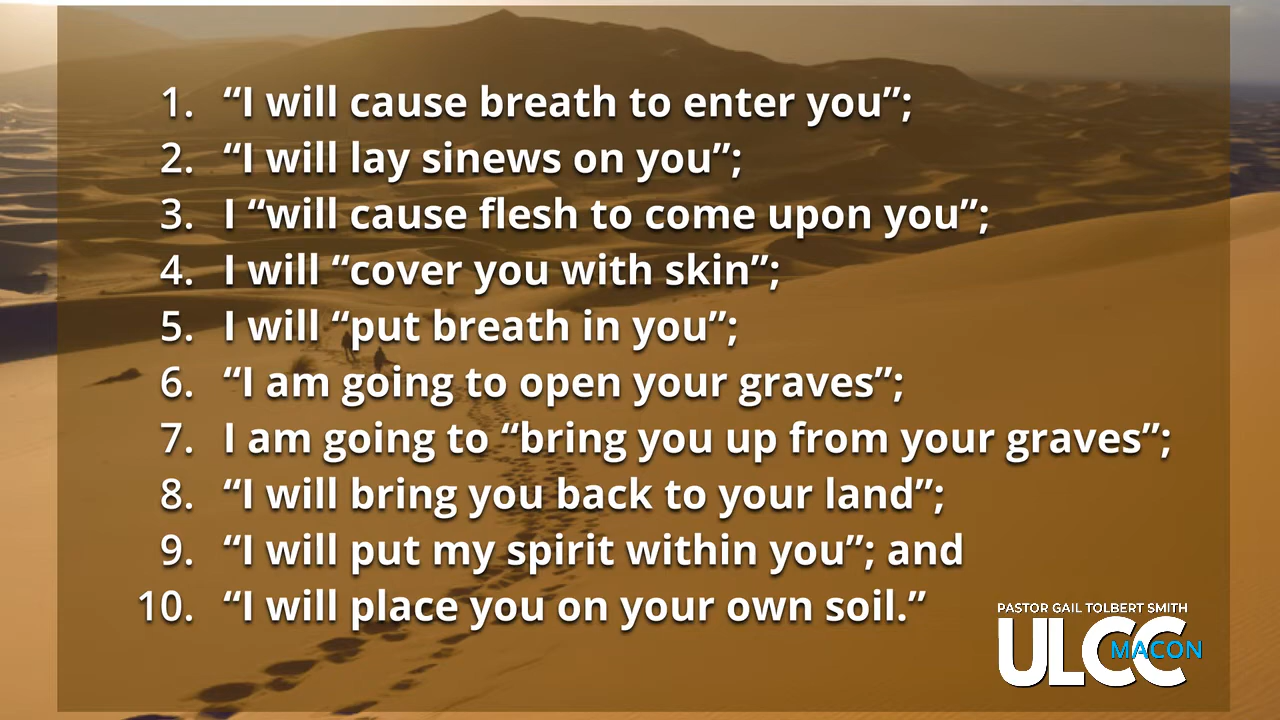 1. “I will cause breath to enter you”;
2. “I will lay sinews on you”;
3. I “will cause flesh to come upon you”;
4. I will “cover you with skin”;
5. I will “put breath in you”;
6. “I am going to open your graves”;
7. I am going to “bring you up from your graves”;
8. “I will bring you back to your land”;
9. “I will put my spirit within you”; and
10. “I will place you on your own soil.”
PASTOR GAIL TOLBERT SMITH
ULCC
MACON